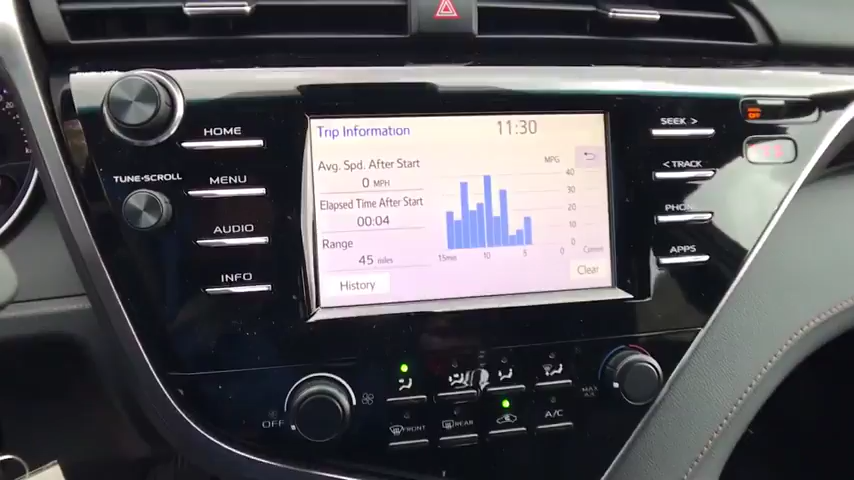 SEEK >
OFF
HOME
Trip Information
11:30
TUNE•SCROLL
MENU
Avg. Spd. After Start
0 MPH
Elapsed Time After Start
00:04
Range
45 miles
MPG
40
30
20
10
0
15min
10
5
0
Current
History
Clear
< TRACK
AUDIO
PHONE
INFO
APPS
OFF
FRONT
REAR
A/C
MAX
A/C